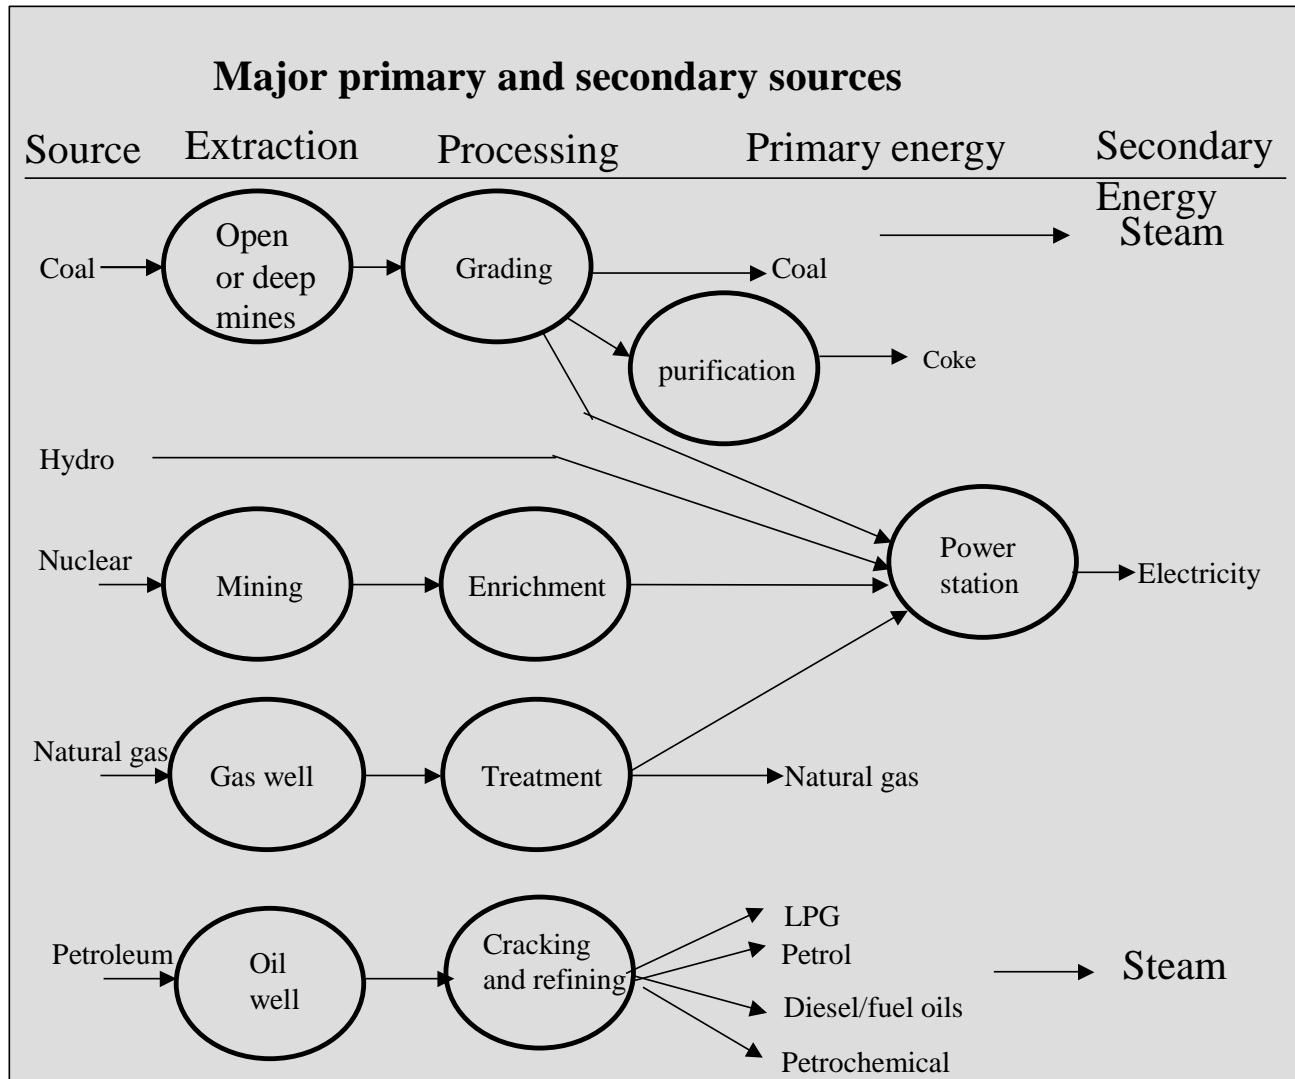 Major primary and secondary sources
Source
Extraction
Processing
Primary energy
Secondary
Energy
Open
or deep
mines
Steam
Coal
Grading
Coal
purification
Coke
Hydro
Nuclear
Mining
Enrichment
Power
station
Electricity
Natural gas
Gas well
Treatment
Natural gas
Petroleum
Oil
well
Cracking
and refining
LPG
Petrol
Diesel/fuel oils
Petrochemical
Steam